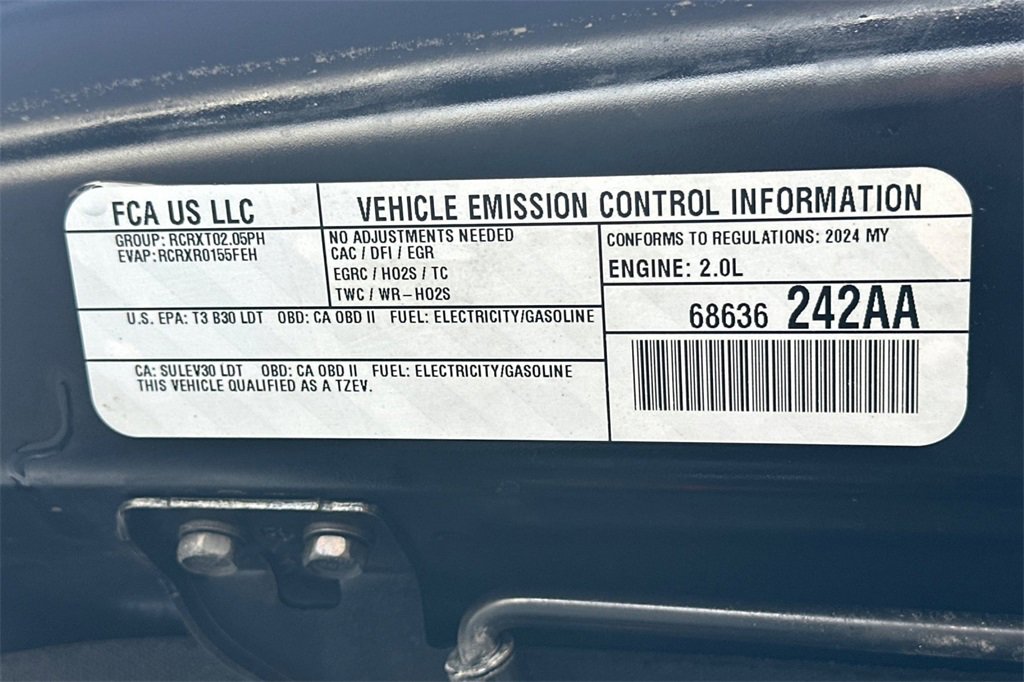 FCA US LLC
VEHICLE EMISSION CONTROL INFORMATION
GROUP: RCRXT02.05PH
EVAP: RCRXR0155FEH
NO ADJUSTMENTS NEEDED
CAC / DFI / EGR
EGRC / HO2S / TC
TWC / WR-HO2S
CONFORMS TO REGULATIONS: 2024 MY
ENGINE: 2.0L
68636 242AA
U.S. EPA: T3 B30 LDT OBD: CA OBD II FUEL: ELECTRICITY/GASOLINE
CA: SULEV30 LDT OBD: CA OBD II FUEL: ELECTRICITY/GASOLINE
THIS VEHICLE QUALIFIED AS A TZEV.